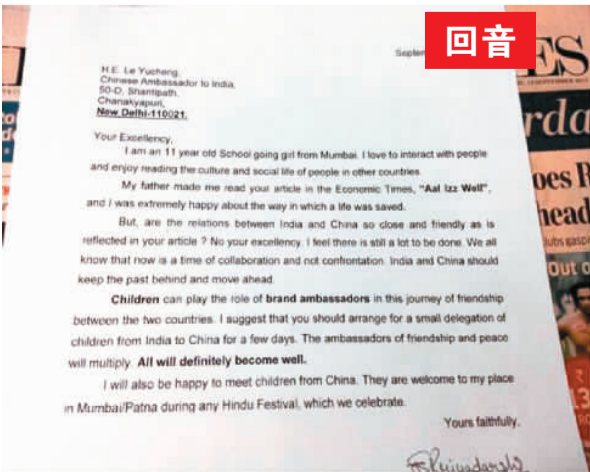 回音
Septe
H.E. Le Yucheng,
Chinese Ambassador to India,
50-D, Shantipath,
Chanakyapuri,
New Delhi-110021.
Your Excellency,
I am an 11 year old School going girl from Mumbai. I love to interact with people
and enjoy reading the culture and social life of people in other countries.
My father made me read your article in the Economic Times, "Aal Izz Well",
and I was extremely happy about the way in which a life was saved.
But, are the relations between India and China so close and friendly as is
reflected in your article ? No your excellency. I feel there is still a lot to be done. We all
know that now is a time of collaboration and not confrontation. India and China should
keep the past behind and move ahead.
Children can play the role of brand ambassadors in this journey of friendship
between the two countries. I suggest that you should arrange for a small delegation of
children from India to China for a few days. The ambassadors of friendship and peace
will multiply. All will definitely become well.
I will also be happy to meet children from China. They are welcome to my place
in Mumbai/Patna during any Hindu Festival, which we celebrate.
Yours faithfully,
ES
rda
oes R
head
Out o
13